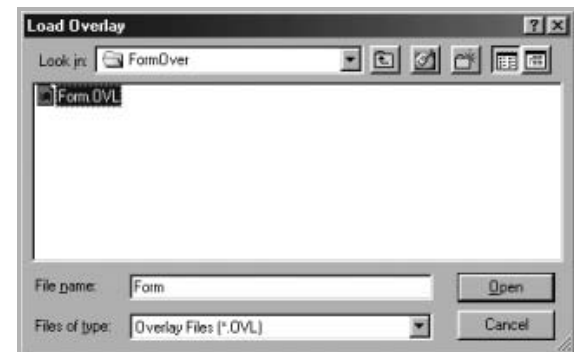 Load Overlay
Look in: FormOver
Form.OVL
File name: Form Open
Files of type: Overlay Files (*.OVL) Cancel